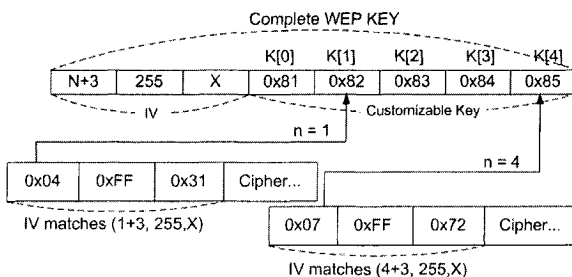 Complete WEP KEY
K[0] K[1] K[2] K[3] K[4]
N+3 255 X 0x81 0x82 0x83 0x84 0x85
IV Customizable Key
n = 1
n = 4
0x04 0xFF 0x31 Cipher...
IV matches (1+3, 255,X)
0x07 0xFF 0x72 Cipher...
IV matches (4+3, 255,X)